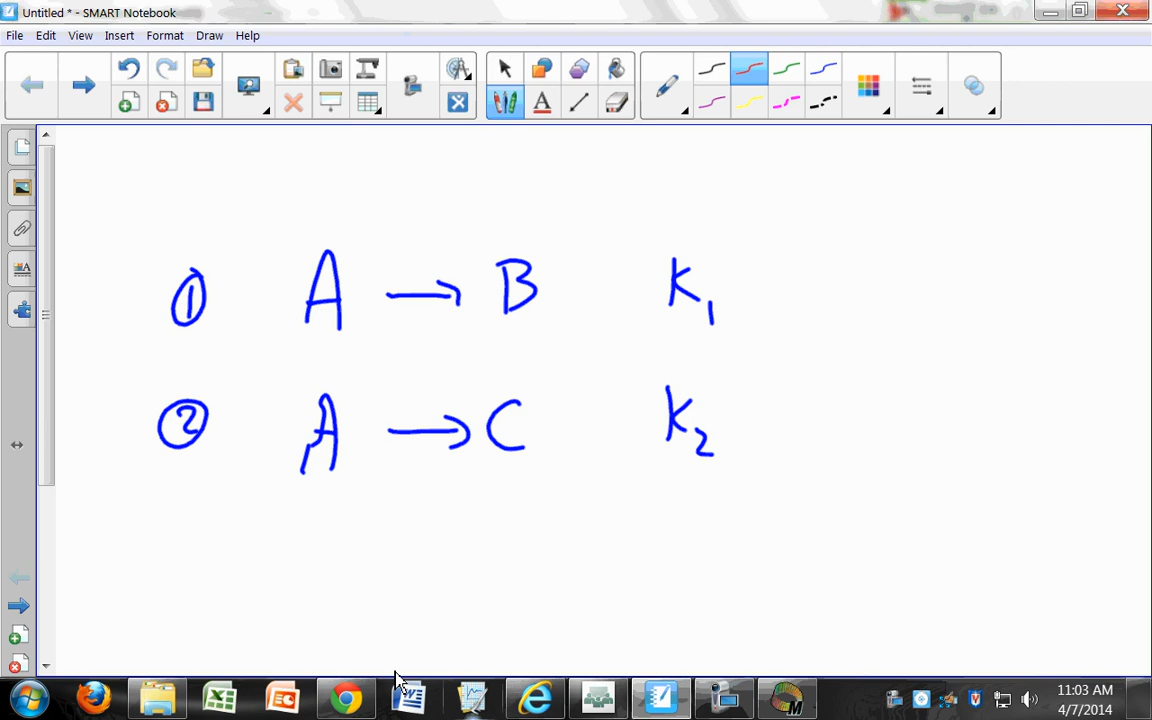 Untitled * - SMART Notebook
File Edit View Insert Format Draw Help
① A → B K₁
② A → C K₂
11:03 AM
4/7/2014